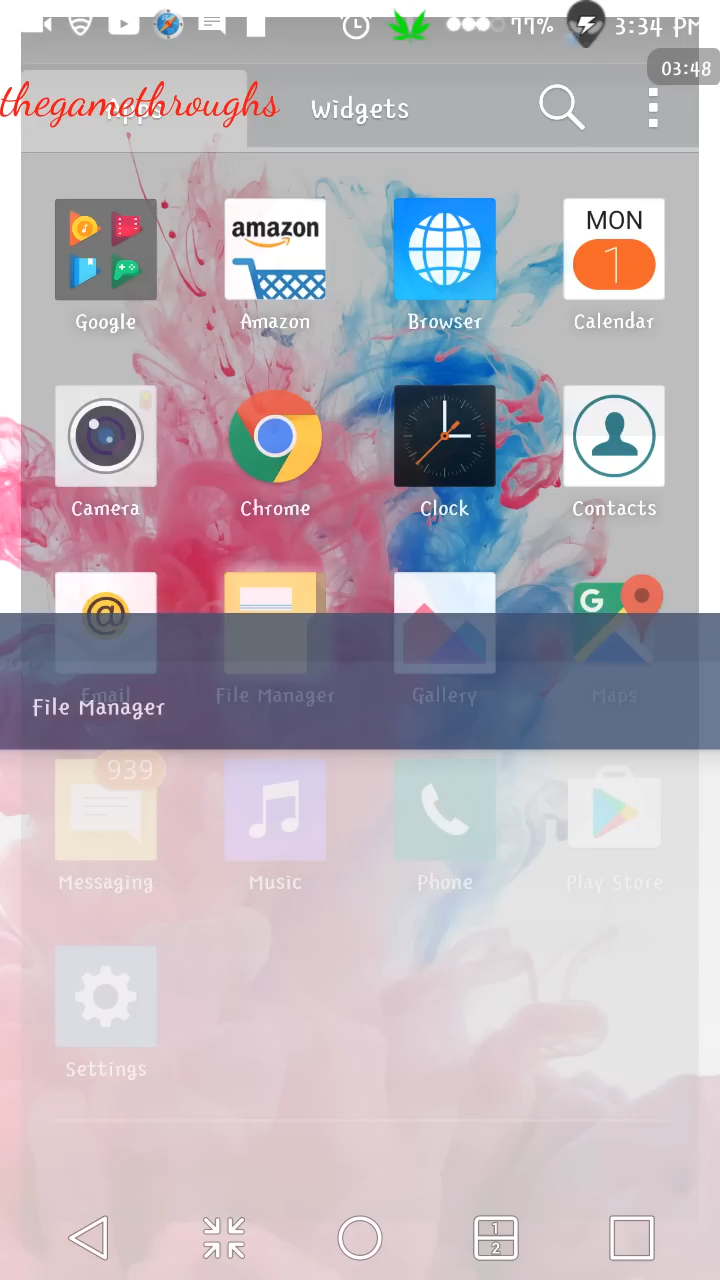 77% 3:34 PM
03:48
thegamethroughs
Apps Widgets
amazon
MON
1
Google Amazon Browser Calendar
Camera Chrome Clock Contacts
@ G
Email File Manager Gallery Maps
File Manager
939
Messaging Music Phone Play Store
Settings
1
2